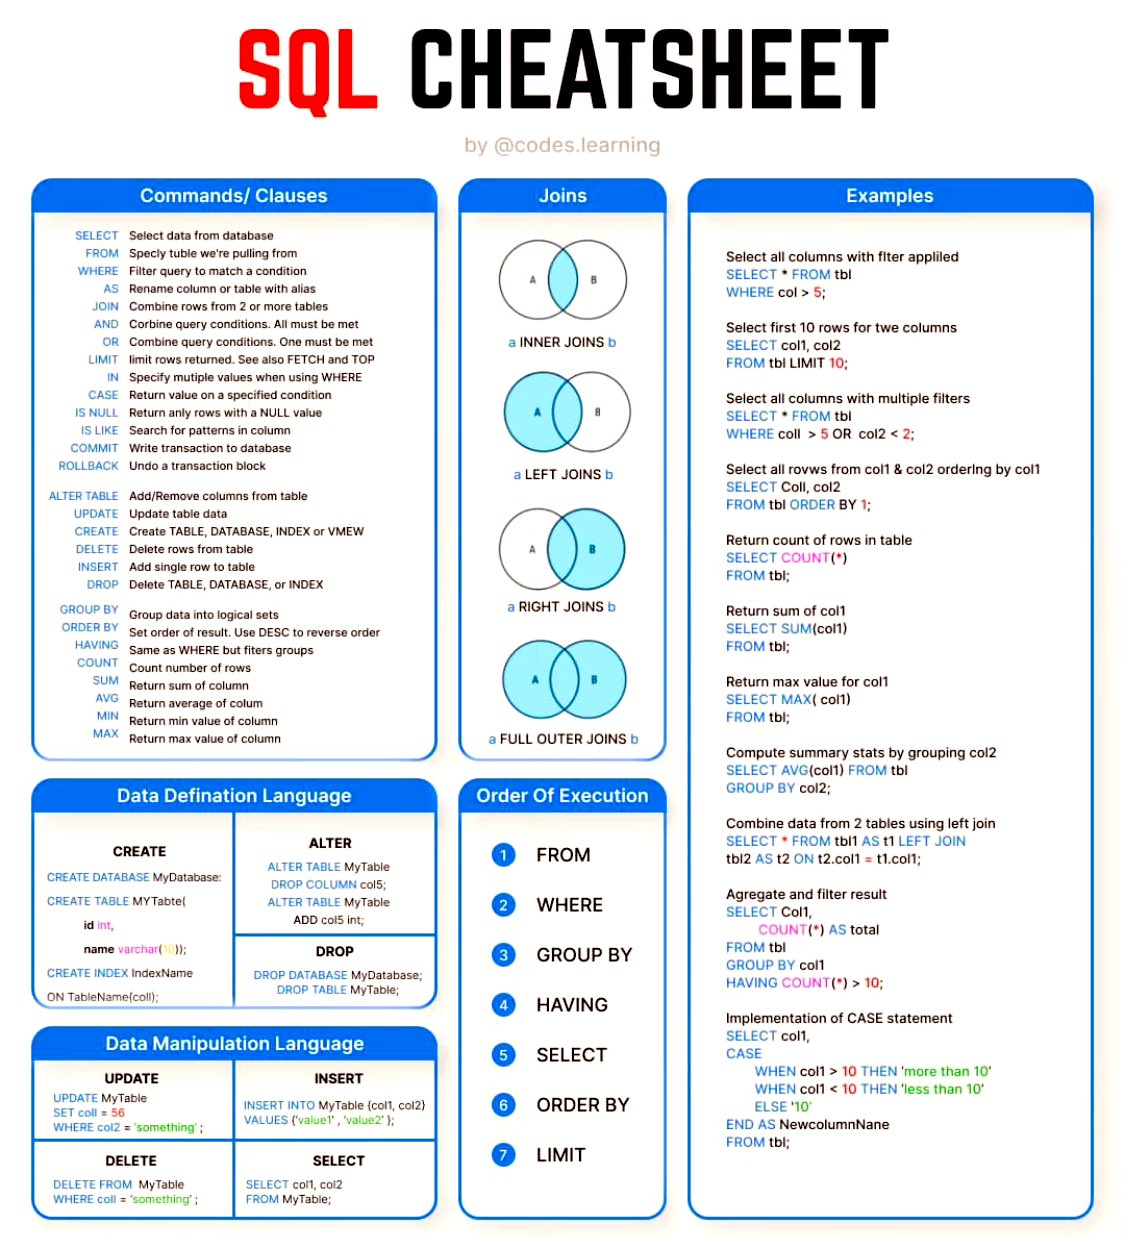 SQL CHEATSHEET
by @codes.learning
Commands/ Clauses
SELECT Select data from database
FROM Specly tuble we're pulling from
WHERE Filter query to match a condition
AS Rename column or table with alias
JOIN Combine rows from 2 or more tables
AND Corbine query conditions. All must be met
OR Combine query conditions. One must be met
LIMIT limit rows returned. See also FETCH and TOP
IN Specify mutiple values when using WHERE
CASE Return value on a specified condition
IS NULL Return anly rows with a NULL value
IS LIKE Search for patterns in column
COMMIT Write transaction to database
ROLLBACK Undo a transaction block
ALTER TABLE Add/Remove columns from table
UPDATE Update table data
CREATE Create TABLE, DATABASE, INDEX or VMEW
DELETE Delete rows from table
INSERT Add single row to table
DROP Delete TABLE, DATABASE, or INDEX
GROUP BY Group data into logical sets
ORDER BY Set order of result. Use DESC to reverse order
HAVING Same as WHERE but fiters groups
COUNT Count number of rows
SUM Return sum of column
AVG Return average of colum
MIN Return min value of column
MAX Return max value of column
Joins
A B
a INNER JOINS b
A B
a LEFT JOINS b
A B
a RIGHT JOINS b
A B
a FULL OUTER JOINS b
Examples
Select all columns with flter appliled
SELECT * FROM tbl
WHERE col > 5;
Select first 10 rows for twe columns
SELECT col1, col2
FROM tbl LIMIT 10;
Select all columns with multiple filters
SELECT * FROM tbl
WHERE coll > 5 OR col2 < 2;
Select all rovws from col1 & col2 orderlng by col1
SELECT Coll, col2
FROM tbl ORDER BY 1;
Return count of rows in table
SELECT COUNT(*)
FROM tbl;
Return sum of col1
SELECT SUM(col1)
FROM tbl;
Return max value for col1
SELECT MAX( col1)
FROM tbl;
Compute summary stats by grouping col2
SELECT AVG(col1) FROM tbl
GROUP BY col2;
Combine data from 2 tables using left join
SELECT * FROM tbl1 AS t1 LEFT JOIN
tbl2 AS t2 ON t2.col1 = t1.col1;
Agregate and filter result
SELECT Col1,
COUNT(*) AS total
FROM tbl
GROUP BY col1
HAVING COUNT(*) > 10;
Implementation of CASE statement
SELECT col1,
CASE
WHEN col1 > 10 THEN 'more than 10'
WHEN col1 < 10 THEN 'less than 10'
ELSE '10'
END AS NewcolumnNane
FROM tbl;
Data Defination Language
CREATE
CREATE DATABASE MyDatabase:
CREATE TABLE MYTabte(
id int,
name varchar(10));
CREATE INDEX IndexName
ON TableName{coll);
ALTER
ALTER TABLE MyTable
DROP COLUMN col5;
ALTER TABLE MyTable
ADD col5 int;
DROP
DROP DATABASE MyDatabase;
DROP TABLE MyTable;
Order Of Execution
1 FROM
2 WHERE
3 GROUP BY
4 HAVING
5 SELECT
6 ORDER BY
7 LIMIT
Data Manipulation Language
UPDATE
UPDATE MyTable
SET coll = 56
WHERE col2 = 'something' ;
INSERT
INSERT INTO MyTable {col1, col2}
VALUES {'value1' , 'value2' };
DELETE
DELETE FROM MyTable
WHERE coll = 'something' ;
SELECT
SELECT col1, col2
FROM MyTable;